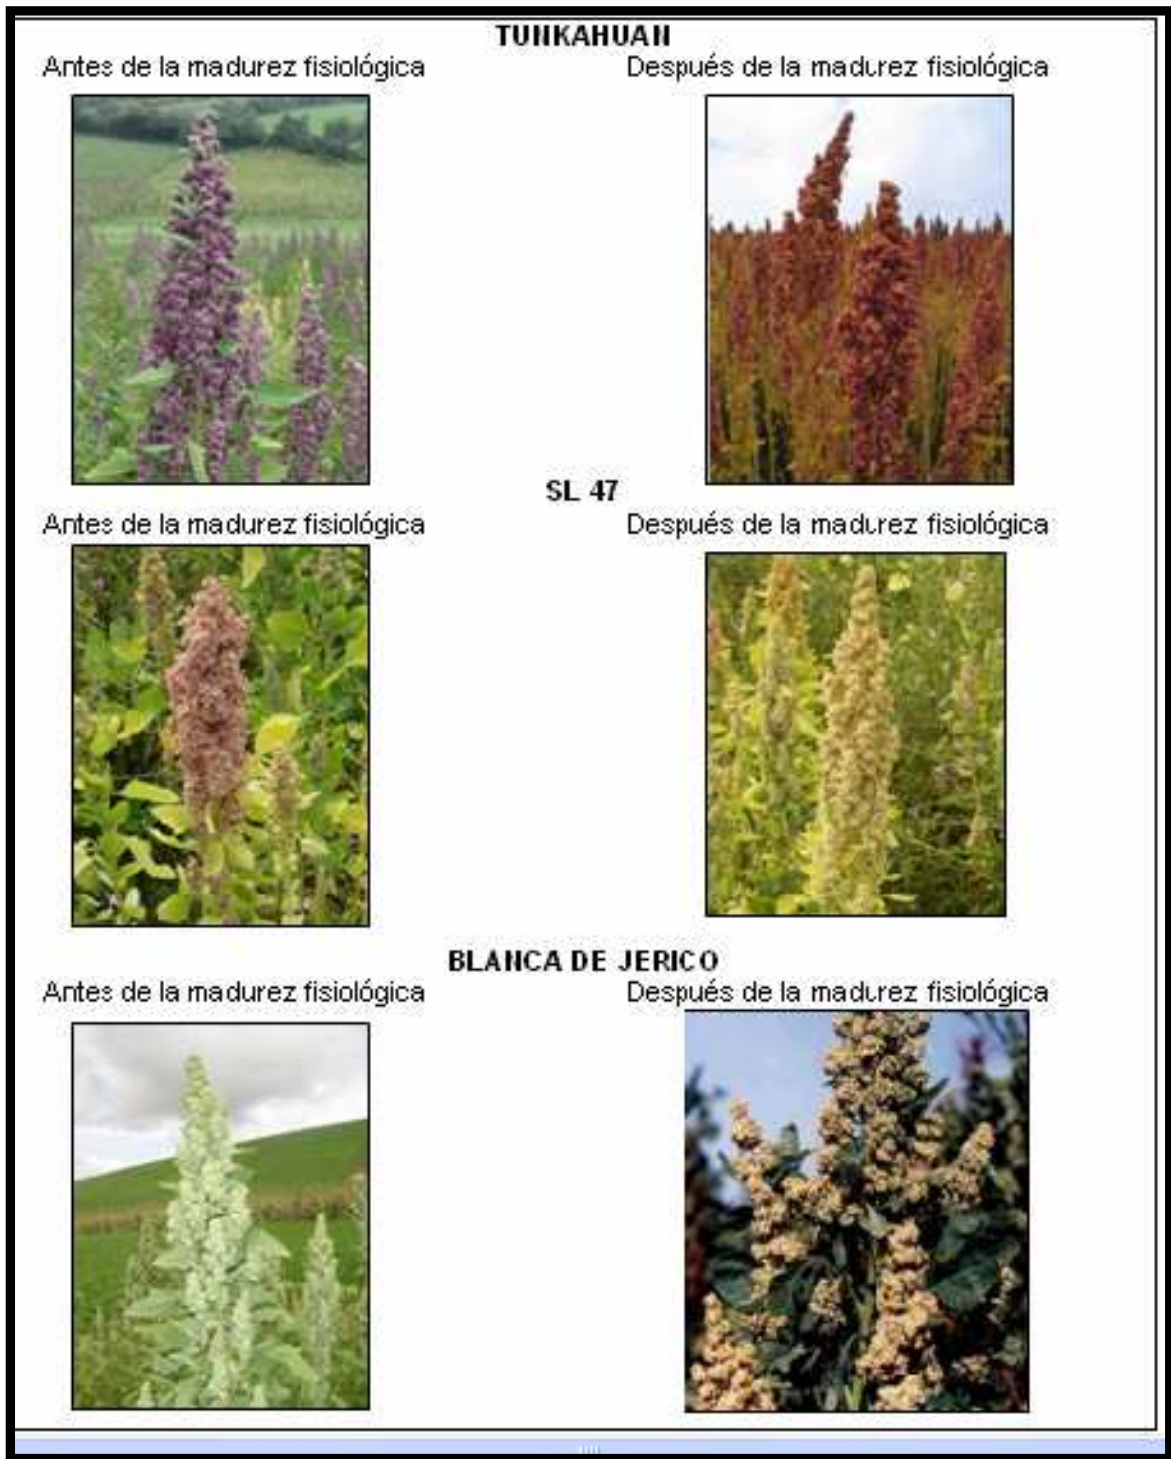 TUNKAHUAN
Antes de la madurez fisiológica
Después de la madurez fisiológica
SL 47
Antes de la madurez fisiológica
Después de la madurez fisiológica
BLANCA DE JERICO
Antes de la madurez fisiológica
Después de la madurez fisiológica